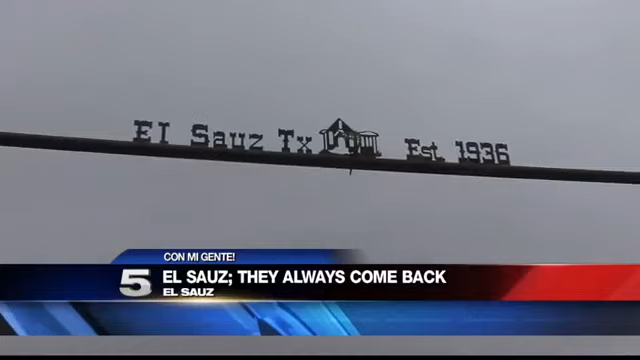 El Sauz Tx Est. 1936
CON MI GENTE!
5 EL SAUZ; THEY ALWAYS COME BACK
EL SAUZ